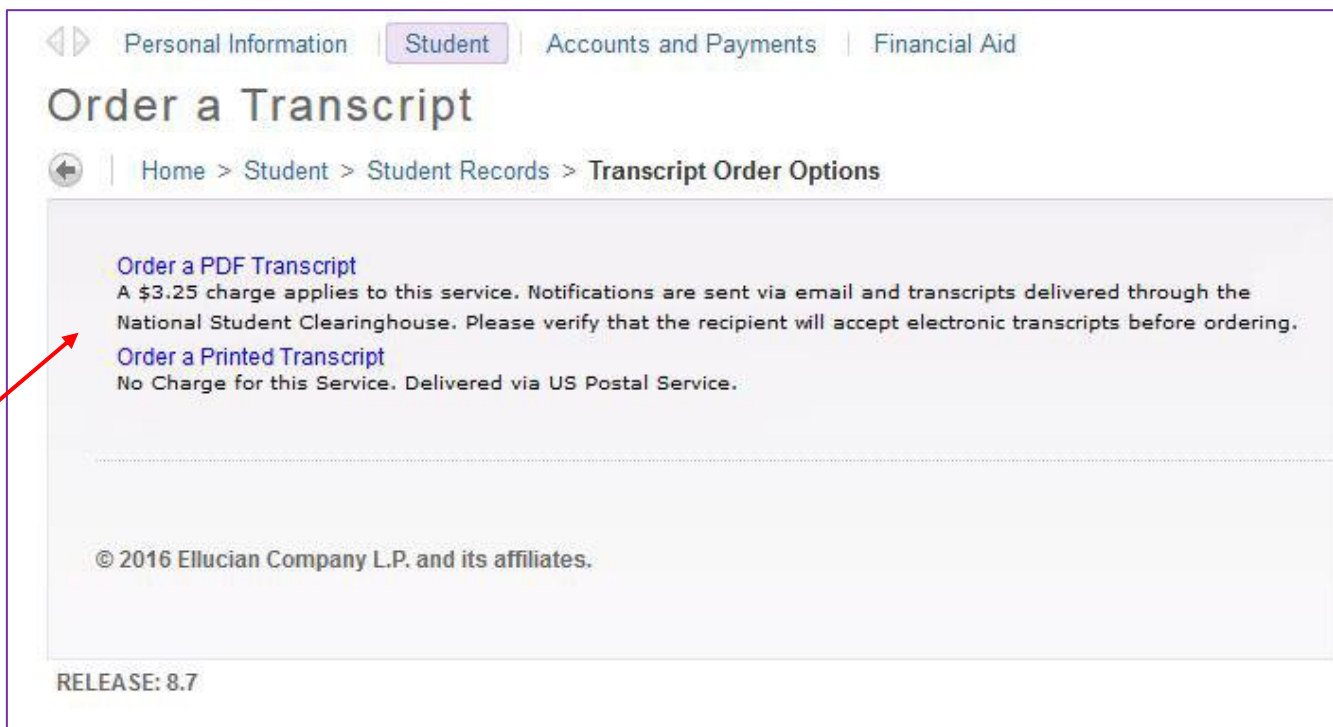 Personal Information | Student | Accounts and Payments | Financial Aid
Order a Transcript
Home > Student > Student Records > Transcript Order Options
Order a PDF Transcript
A $3.25 charge applies to this service. Notifications are sent via email and transcripts delivered through the
National Student Clearinghouse. Please verify that the recipient will accept electronic transcripts before ordering.
Order a Printed Transcript
No Charge for this Service. Delivered via US Postal Service.
© 2016 Ellucian Company L.P. and its affiliates.
RELEASE: 8.7